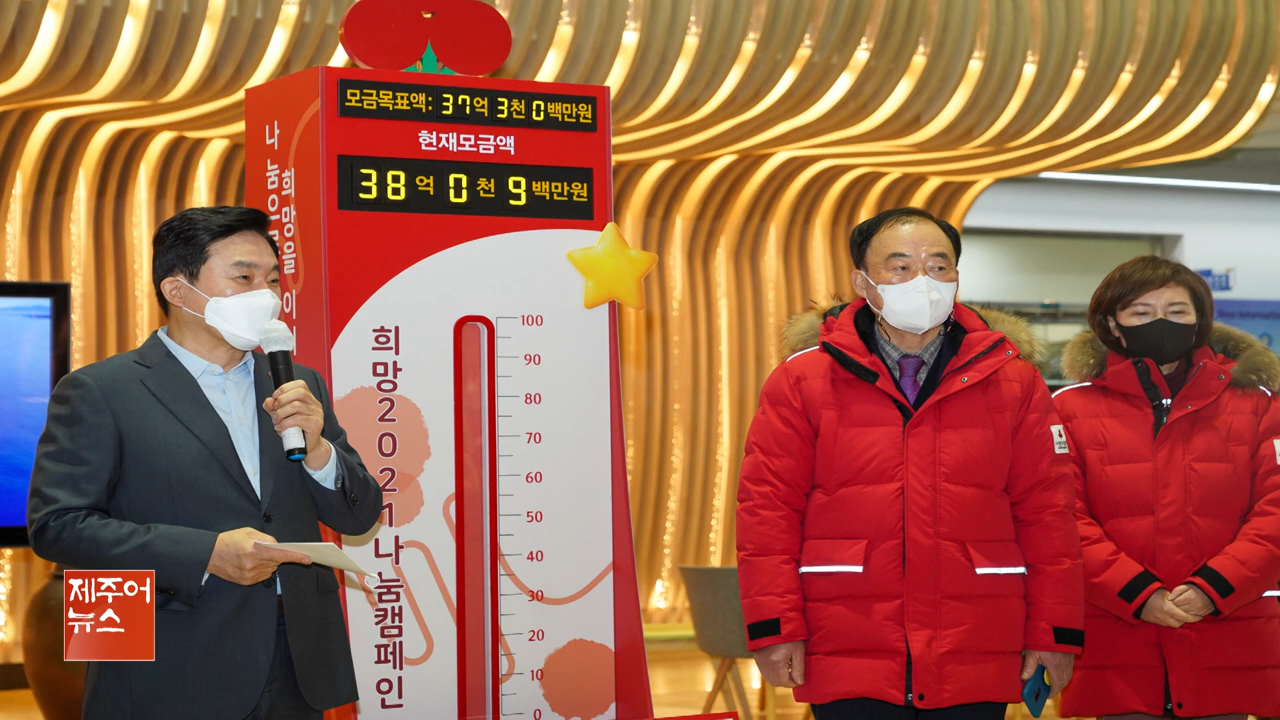 모금목표액: 37억 3천 0백만원
현재모금액
38억 0천 9백만원
나눔으로
희망을 이
희망2021나눔캠페인
100
90
80
70
60
50
40
30
20
10
0
제주어
뉴스